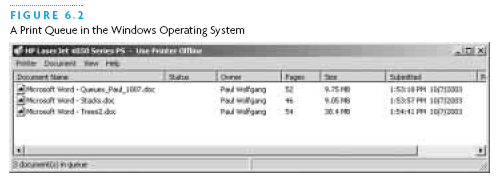 FIGURE 6.2
A Print Queue in the Windows Operating System
HP LaserJet 4050 Series PS - Use Printer Offline
Printer Document View Help
Document Name Status Owner Pages Size Submitted
Microsoft Word - Queues_Paul_1007.doc Paul Wolfgang 52 9.75 MB 1:53:18 PM 10/7/2003
Microsoft Word - Stacks.doc Paul Wolfgang 46 9.05 MB 1:53:57 PM 10/7/2003
Microsoft Word - Trees2.doc Paul Wolfgang 54 38.4 MB 1:54:41 PM 10/7/2003
3 document(s) in queue